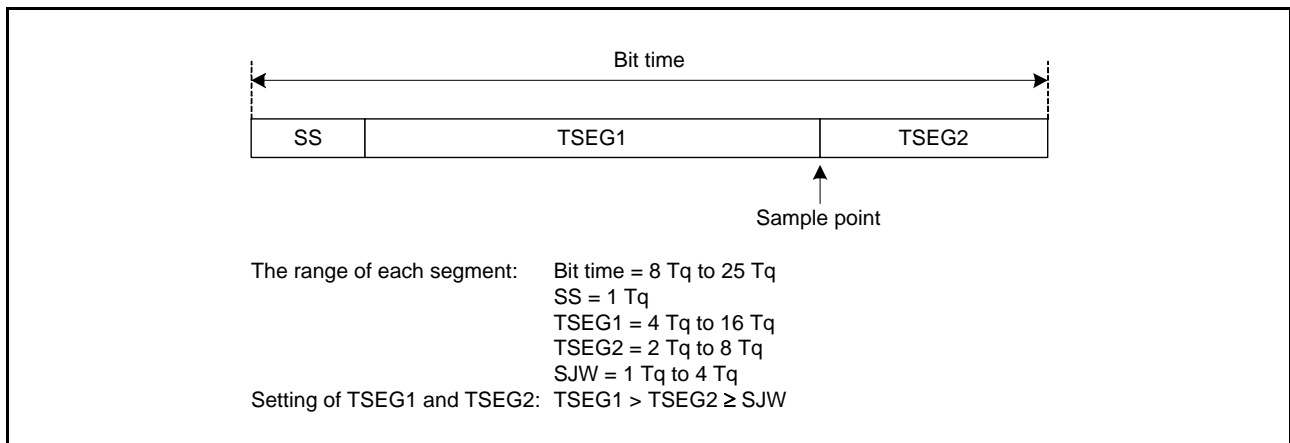 Bit time
SS TSEG1 TSEG2
Sample point
The range of each segment: Bit time = 8 Tq to 25 Tq
SS = 1 Tq
TSEG1 = 4 Tq to 16 Tq
TSEG2 = 2 Tq to 8 Tq
SJW = 1 Tq to 4 Tq
Setting of TSEG1 and TSEG2: TSEG1 > TSEG2 ≥ SJW